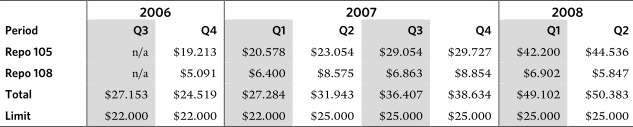 2006 2007 2008
Period Q3 Q4 Q1 Q2 Q3 Q4 Q1 Q2
Repo 105 n/a $19.213 $20.578 $23.054 $29.054 $29.727 $42.200 $44.536
Repo 108 n/a $5.091 $6.400 $8.575 $6.863 $8.854 $6.902 $5.847
Total $27.153 $24.519 $27.284 $31.943 $36.407 $38.634 $49.102 $50.383
Limit $22.000 $22.000 $22.000 $25.000 $25.000 $25.000 $25.000 $25.000